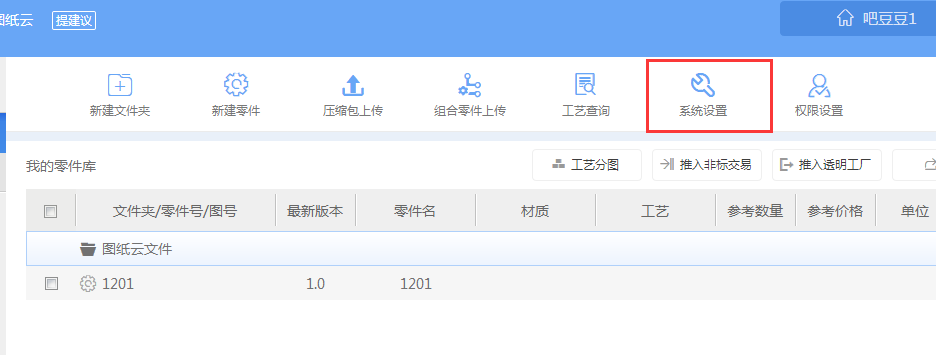 图纸云 提建议 吧豆豆1
新建文件夹 新建零件 压缩包上传 组合零件上传 工艺查询 系统设置 权限设置
我的零件库 工艺分图 推入非标交易 推入透明工厂
文件夹/零件号/图号 最新版本 零件名 材质 工艺 参考数量 参考价格 单位
图纸云文件
1201 1.0 1201